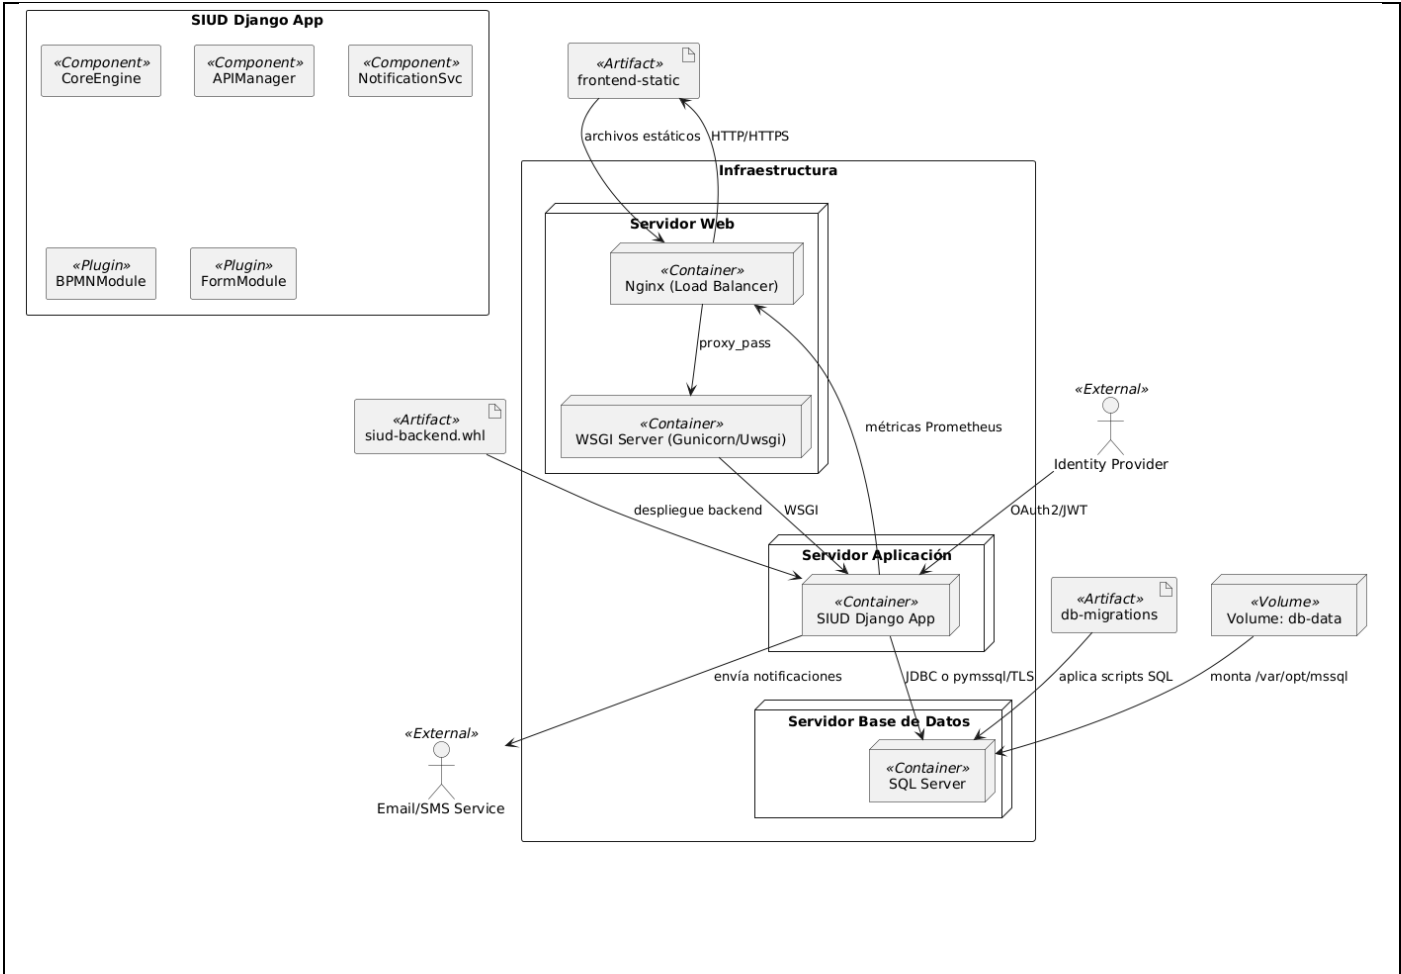 SIUD Django App
«Component»
CoreEngine
«Component»
APIManager
«Component»
NotificationSvc
«Plugin»
BPMNModule
«Plugin»
FormModule
«Artifact»
frontend-static
archivos estáticos
HTTP/HTTPS
Infraestructura
Servidor Web
«Container»
Nginx (Load Balancer)
proxy_pass
«Container»
WSGI Server (Gunicorn/Uwsgi)
«Artifact»
siud-backend.whl
métricas Prometheus
«External»
Identity Provider
despliegue backend
WSGI
OAuth2/JWT
Servidor Aplicación
«Container»
SIUD Django App
«Artifact»
db-migrations
«Volume»
Volume: db-data
envía notificaciones
JDBC o pymssql/TLS
aplica scripts SQL
monta /var/opt/mssql
Servidor Base de Datos
«Container»
SQL Server
«External»
Email/SMS Service